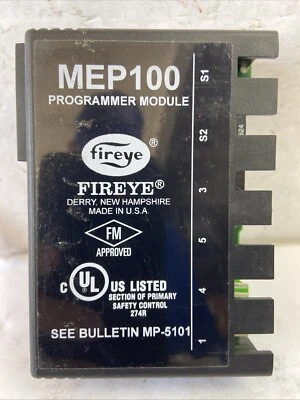 MEP100
PROGRAMMER MODULE
fireye
FIREYE®
DERRY, NEW HAMPSHIRE
MADE IN U.S.A.
FM
APPROVED
C UL® US LISTED
SECTION OF PRIMARY
SAFETY CONTROL
274R
SEE BULLETIN MP-5101
S1
S2
3
5
4
1